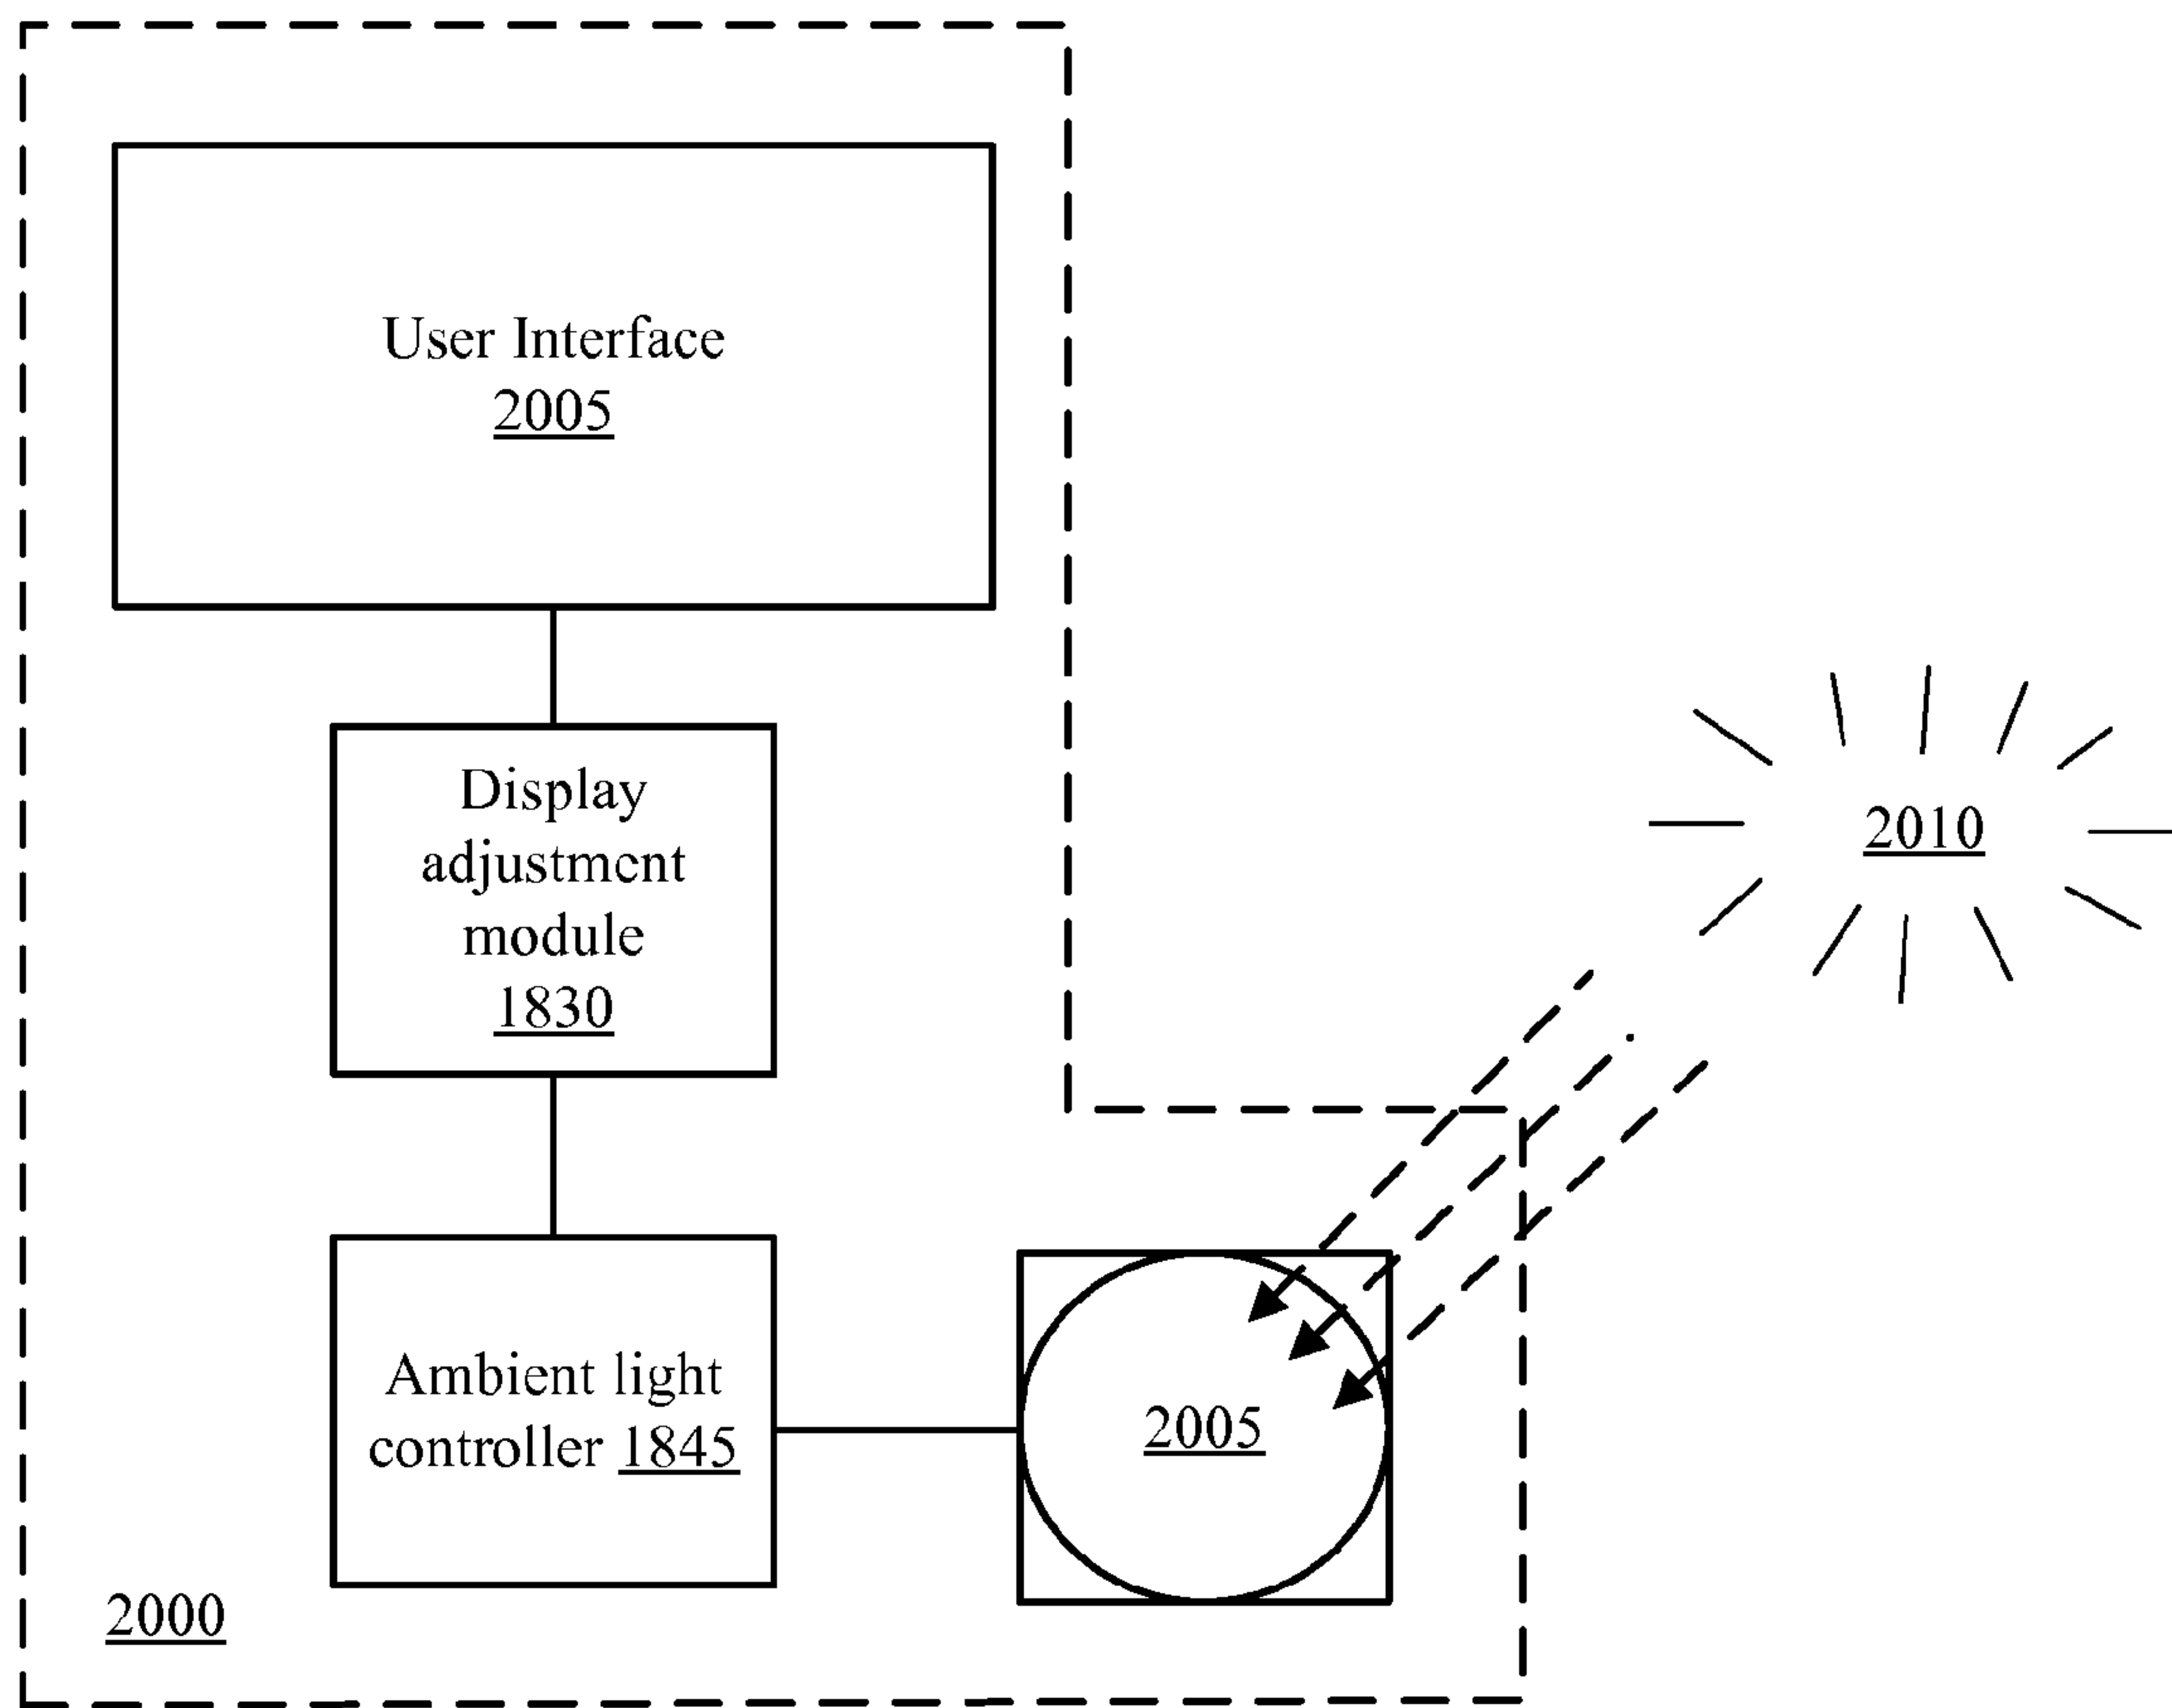 User Interface
2005
Display
adjustment
module
1830
2010
Ambient light
controller 1845
2005
2000